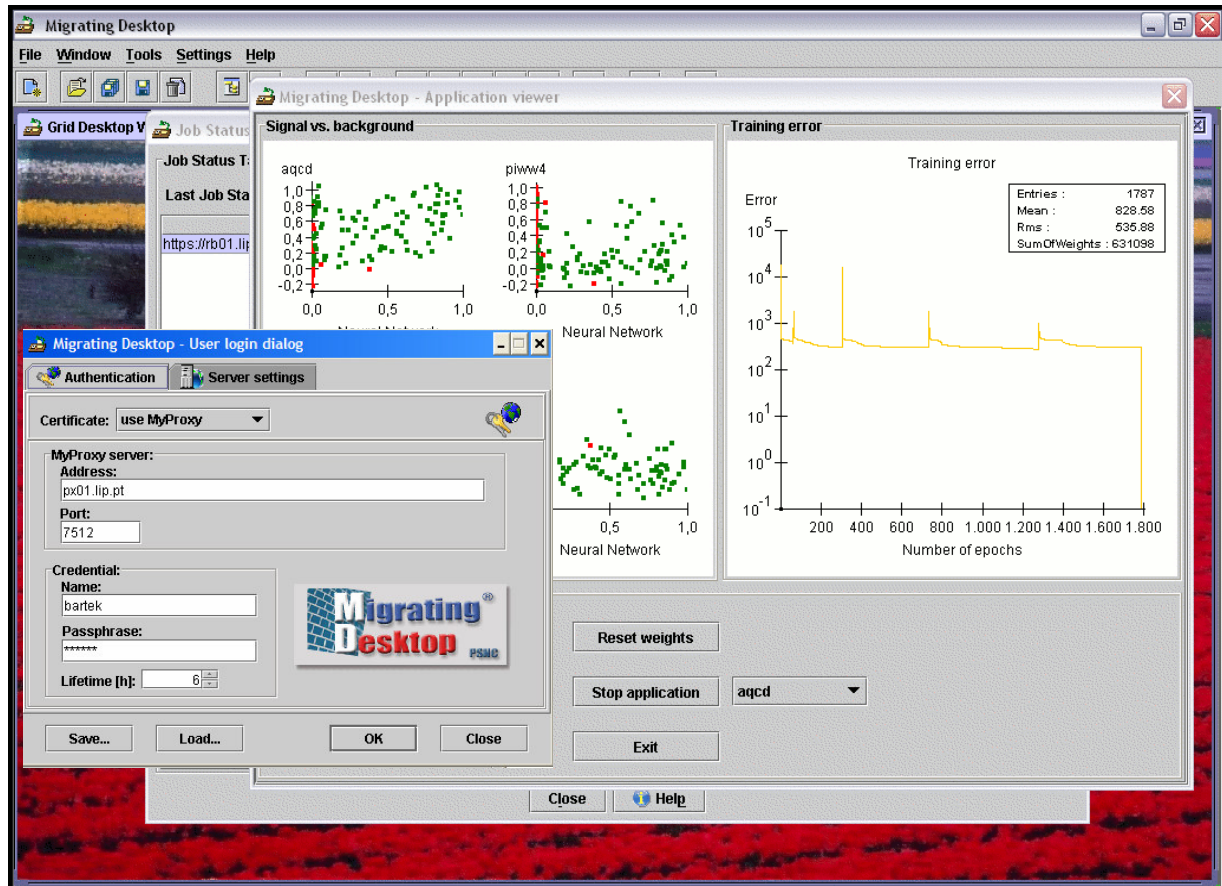 Migrating Desktop
File Window Tools Settings Help
Migrating Desktop - Application viewer
Grid Desktop
Job Status
Job Status
Last Job
https://rb01.
Signal vs. background
aqcd
1,0
0,8
0,6
0,4
0,2
0,0
-0,2
0,0 0,5 1,0
Neural Network
piww4
1,0
0,8
0,6
0,4
0,2
0,0
-0,2
0,0 0,5 1,0
Neural Network
0,5 1,0
Neural Network
Training error
Training error
Entries : 1787
Mean : 828.58
Rms : 535.88
SumOfWeights : 631098
Error
10^5
10^4
10^3
10^2
10^1
10^0
10^-1
200 400 600 800 1.000 1.200 1.400 1.600 1.800
Number of epochs
Migrating Desktop - User login dialog
Authentication Server settings
Certificate: use MyProxy
MyProxy server:
Address:
px01.lip.pt
Port:
7512
Credential:
Name:
bartek
Passphrase:
******
Lifetime [h]: 6
Migrating®
Desktop PSNC
Save... Load... OK Close
Reset weights
Stop application aqcd
Exit
Close Help